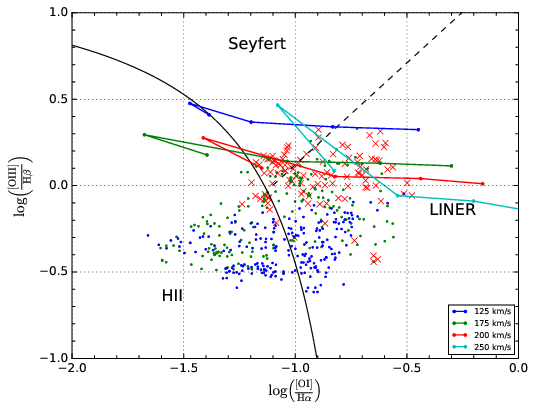 1.0
0.5
0.0
−0.5
−1.0
log([OIII]/Hβ)
Seyfert
LINER
HII
125 km/s
175 km/s
200 km/s
250 km/s
−2.0 −1.5 −1.0 −0.5 0.0
log([OI]/Hα)